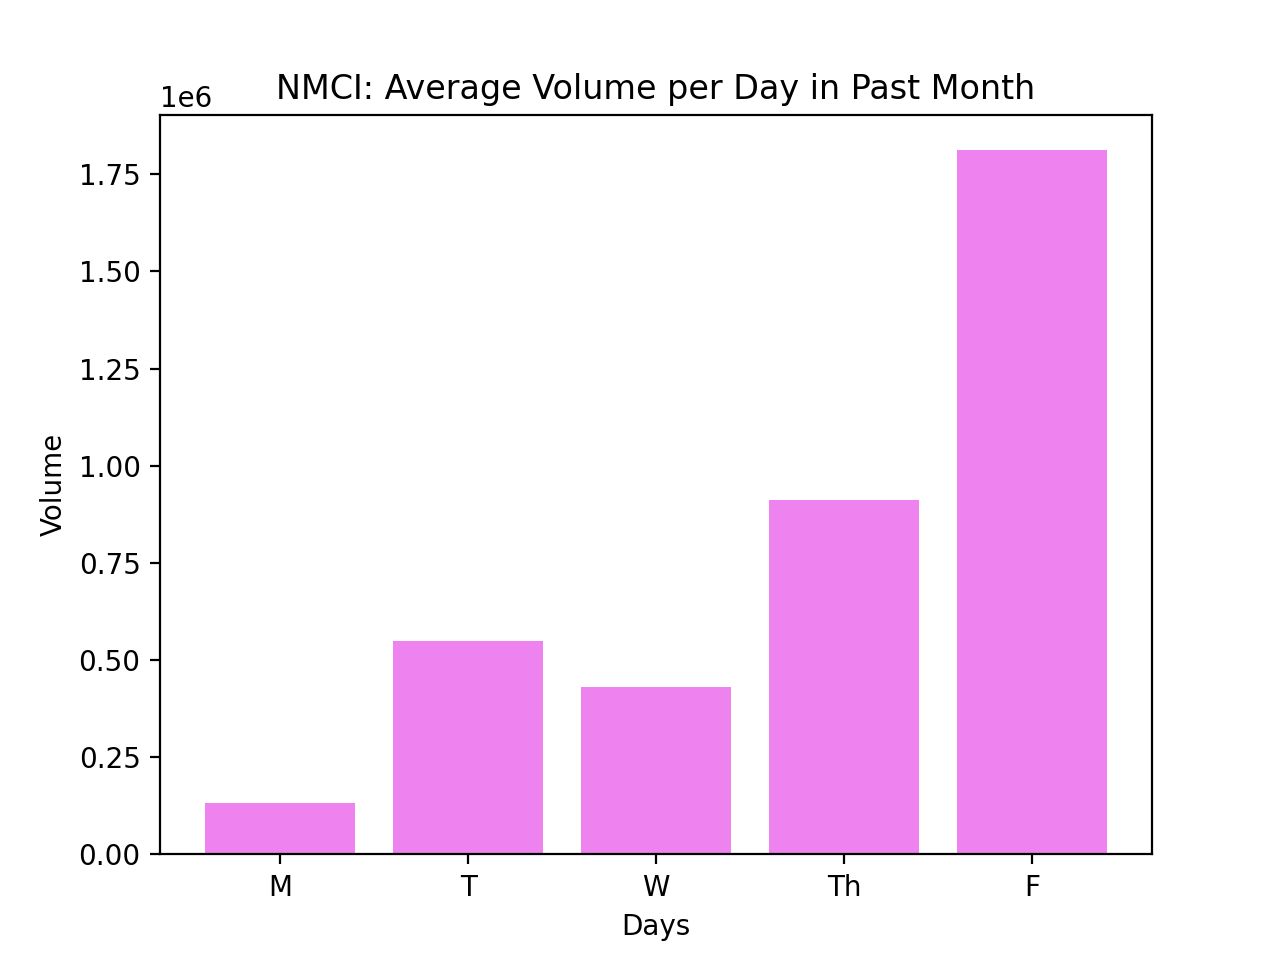 NMCI: Average Volume per Day in Past Month
1e6
1.75
1.50
1.25
1.00
0.75
0.50
0.25
0.00
Volume
M T W Th F
Days